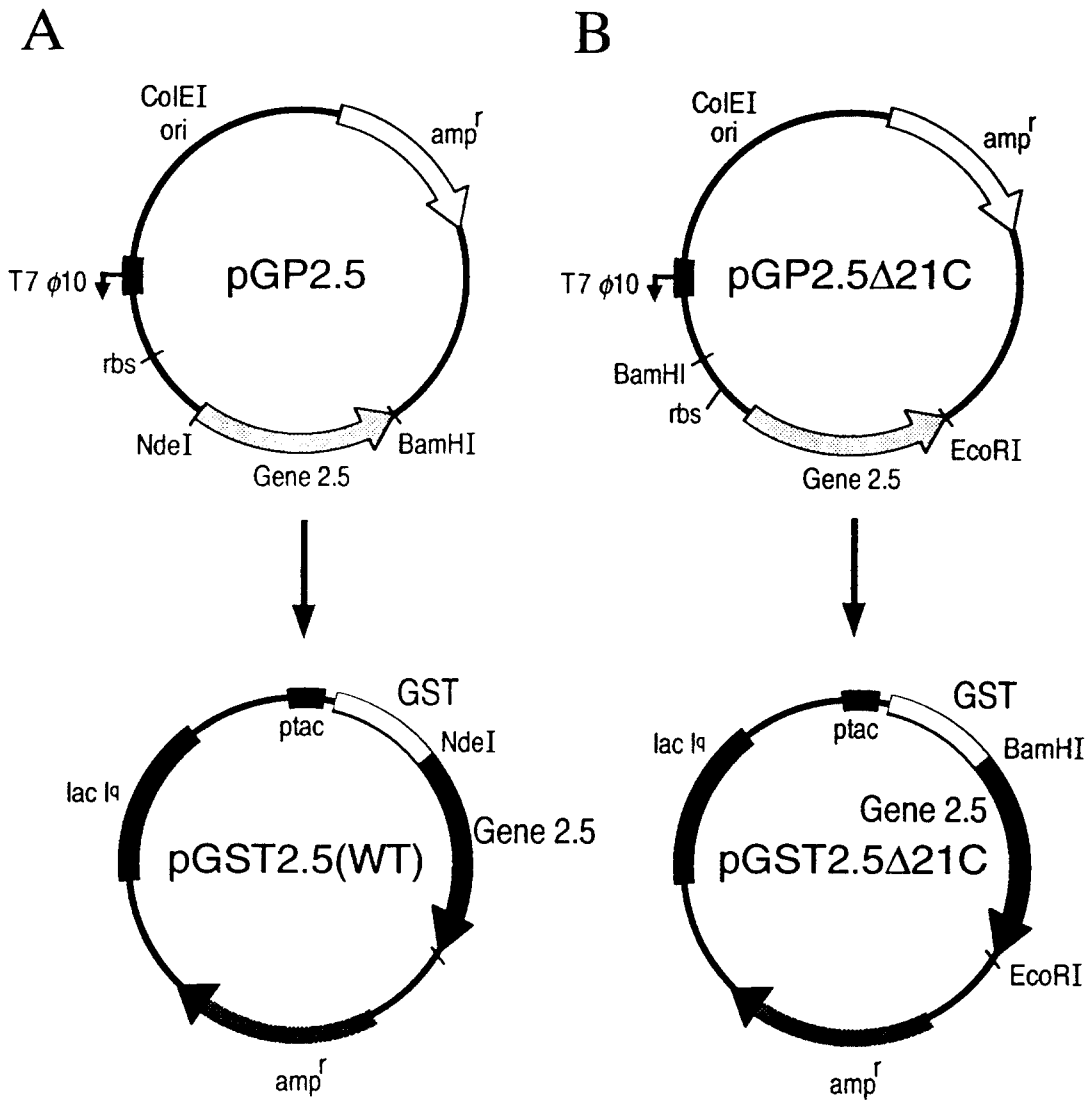 A
ColEI
ori
amp^r
T7 ϕ10
pGP2.5
rbs
NdeI
BamHI
Gene 2.5
ptac
GST
NdeI
lac I^q
Gene 2.5
pGST2.5(WT)
amp^r
B
ColEI
ori
amp^r
T7 ϕ10
pGP2.5Δ21C
BamHI
rbs
EcoRI
Gene 2.5
ptac
GST
BamHI
lac I^q
Gene 2.5
pGST2.5Δ21C
EcoRI
amp^r